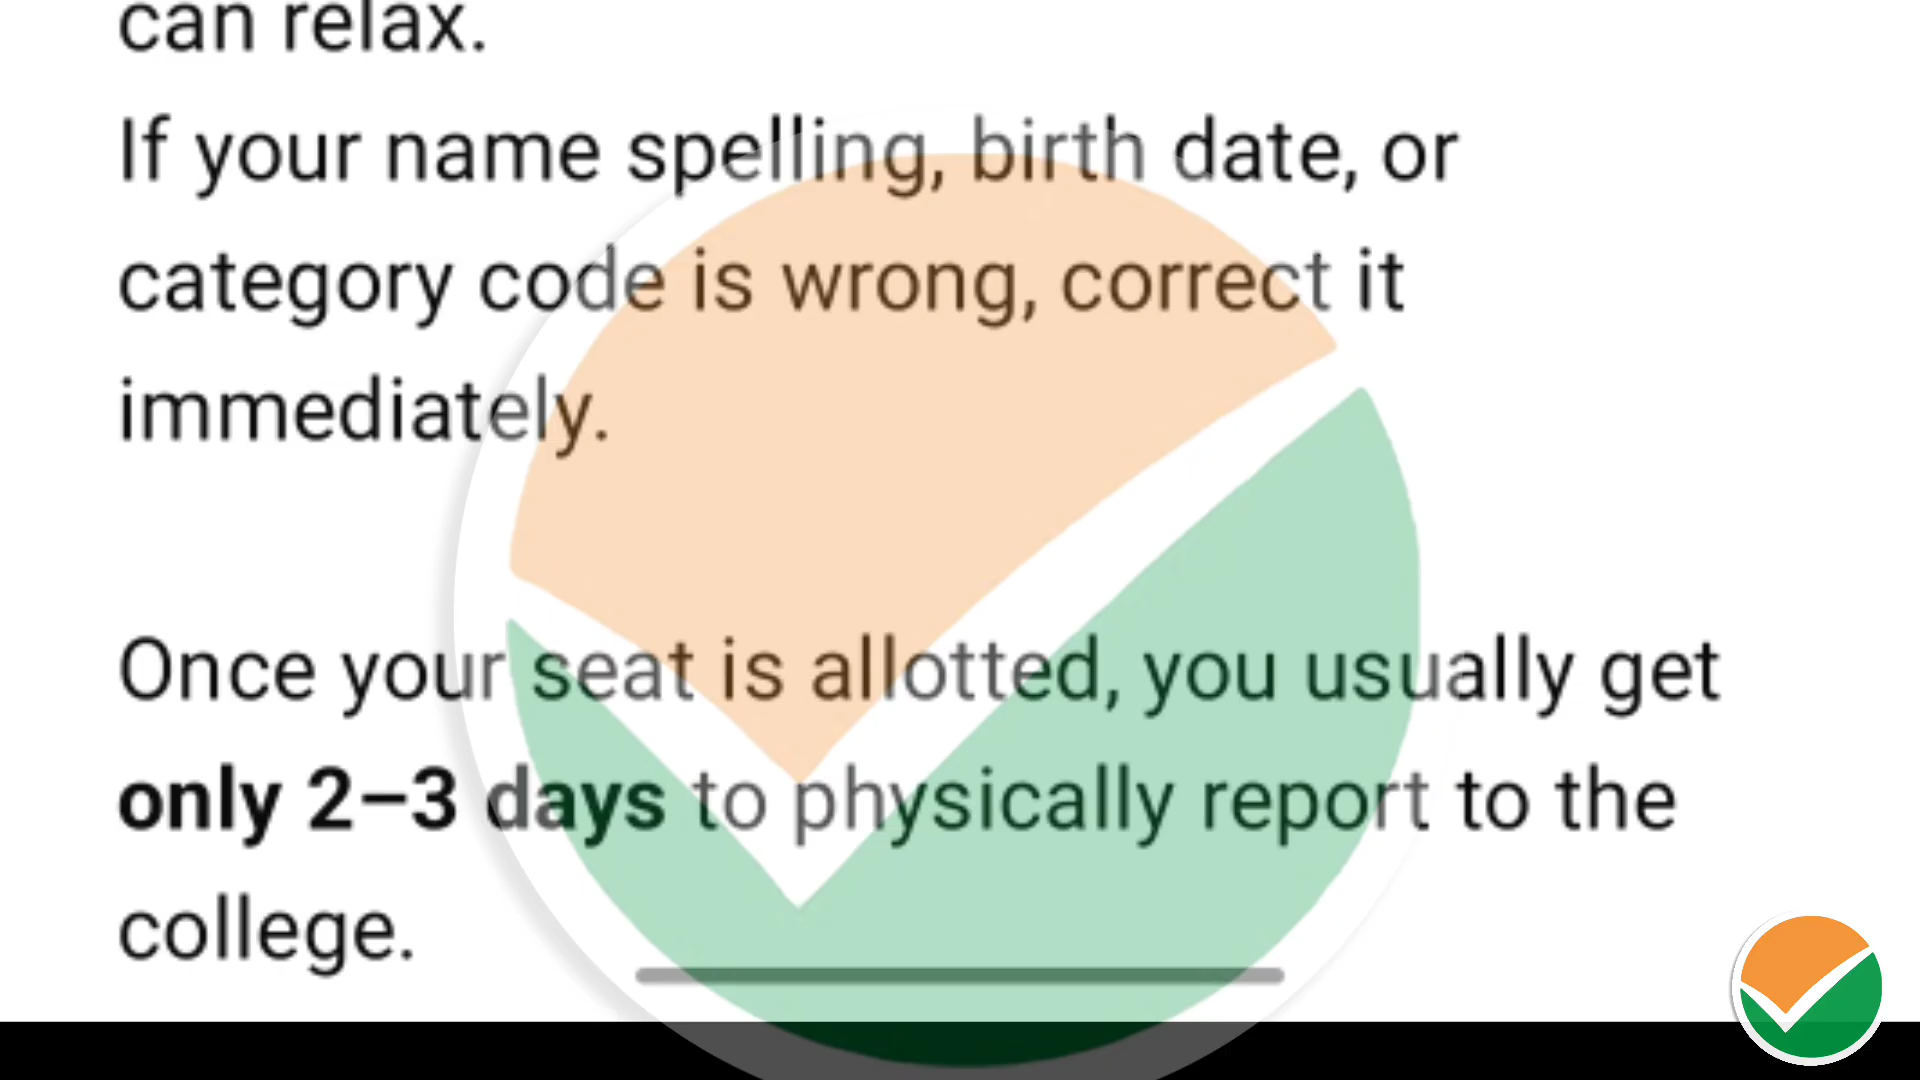 can relax.
If your name spelling, birth date, or
category code is wrong, correct it
immediately.
Once your seat is allotted, you usually get
only 2–3 days to physically report to the
college.